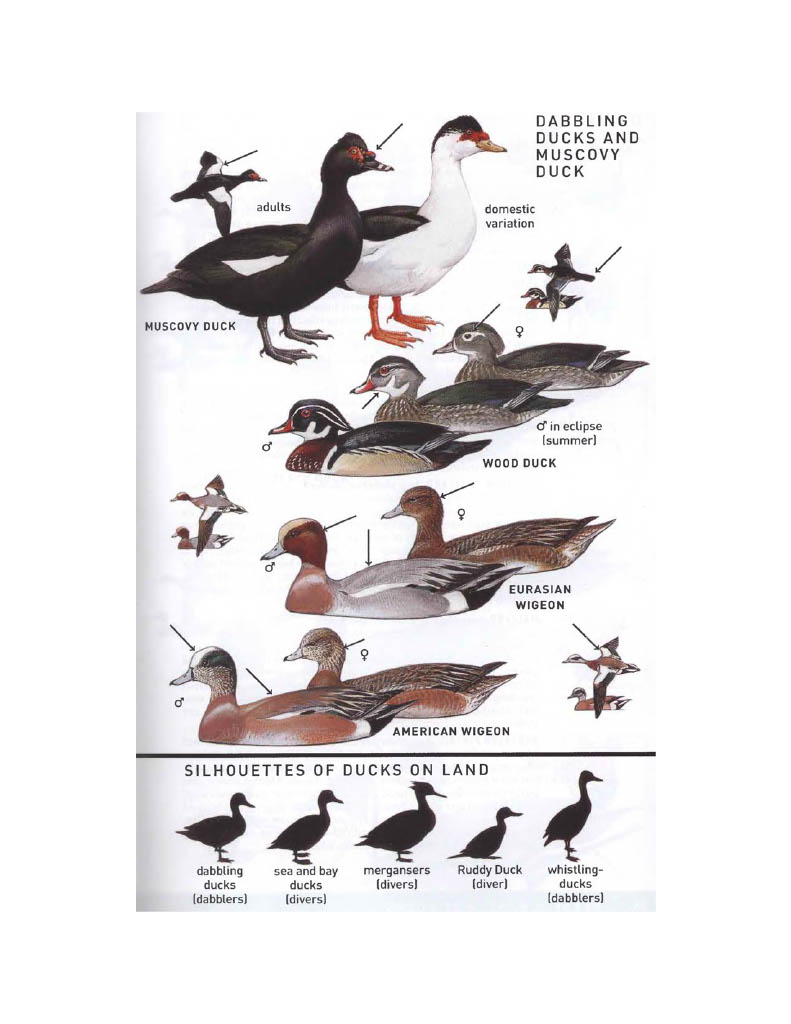 DABBLING
DUCKS AND
MUSCOVY
DUCK
adults
domestic
variation
MUSCOVY DUCK
♀
♂ in eclipse
(summer)
♂
WOOD DUCK
♀
♂
EURASIAN
WIGEON
♀
♂
AMERICAN WIGEON
SILHOUETTES OF DUCKS ON LAND
dabbling
ducks
(dabblers)
sea and bay
ducks
(divers)
mergansers
(divers)
Ruddy Duck
(diver)
whistling-
ducks
(dabblers)